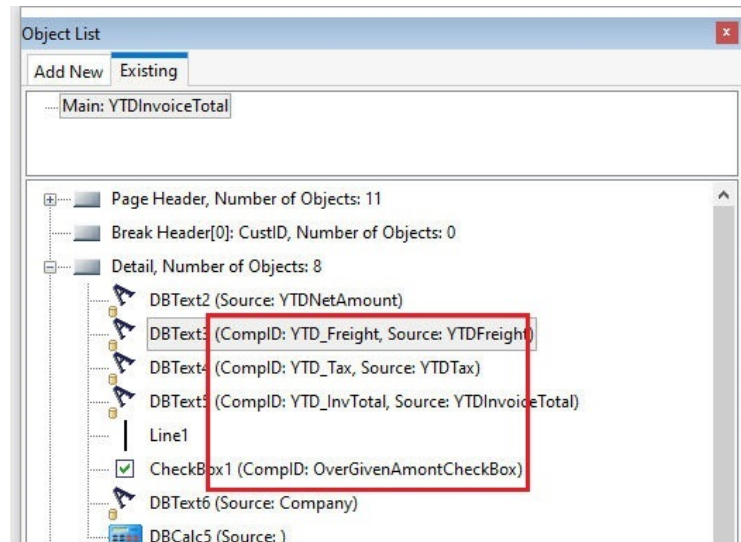 Object List
x
Add New Existing
Main: YTDInvoiceTotal
Page Header, Number of Objects: 11
Break Header[0]: CustID, Number of Objects: 0
Detail, Number of Objects: 8
DBText2 (Source: YTDNetAmount)
DBText3 (CompID: YTD_Freight, Source: YTDFreight)
DBText4 (CompID: YTD_Tax, Source: YTDTax)
DBText5 (CompID: YTD_InvTotal, Source: YTDInvoiceTotal)
Line1
CheckBox1 (CompID: OverGivenAmontCheckBox)
DBText6 (Source: Company)
DBCalc5 (Source: )